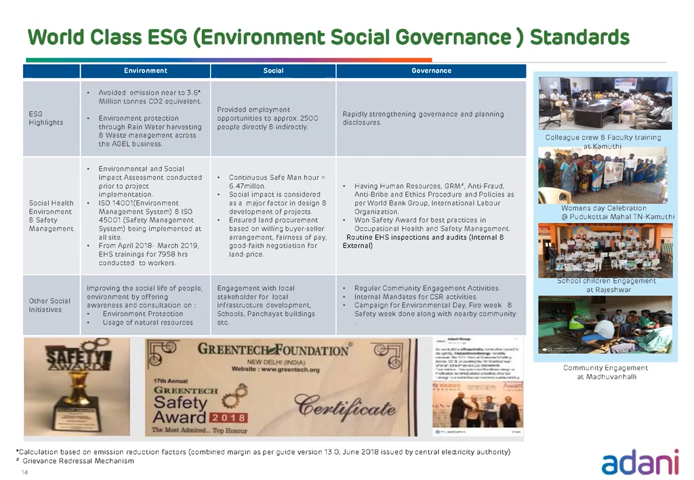 World Class ESG (Environment Social Governance ) Standards
Environment
Social
Governance
ESG
Highlights
• Avoided emission near to 3.6*
Million tonnes CO2 equivalent.
• Environment protection
through Rain Water harvesting
& Waste management across
the AGEL business.
Provided employment
opportunities to approx. 2500
people directly & indirectly.
Rapidly strengthening governance and planning
disclosures.
Social Health
Environment
& Safety
Management
• Environmental and Social
Impact Assessment conducted
prior to project
implementation.
• ISO 14001(Environment
Management System) & ISO
45001 (Safety Management
System) being implemented at
all site.
• From April 2018- March 2019,
EHS trainings for 7958 hrs
conducted to workers.
• Continuous Safe Man hour =
6.47millon.
• Social impact is considered
as a major factor in design &
development of projects.
• Ensured land procurement
based on willing buyer-seller
arrangement, fairness of pay,
good-faith negotiation for
land-price.
• Having Human Resources, GRM#, Anti-Fraud,
Anti-Bribe and Ethics Procedure and Policies as
per World Bank Group, International Labour
Organization.
• Won Safety Award for best practices in
Occupational Health and Safety Management.
Routine EHS inspections and audits (Internal &
External)
Other Social
Initiatives
Improving the social life of people,
environment by offering
awareness and consultation on :
• Environment Protection
• Usage of natural resources
Engagement with local
stakeholder for local
infrastructure development,
Schools, Panchayat buildings
etc.
• Regular Community Engagement Activities.
• Internal Mandates for CSR activities.
• Campaign for Environmental Day, Fire week &
Safety week done along with nearby community
.
Colleague crew & Faculty training
at Kamuthi
Womens day Celebration
@ Pudukottai Mahal TN-Kamuthi
School children Engagement
at Rajeshwar
Community Engagement
at Madhuvanhalli
SAFETY
AWARD
GREENTECH FOUNDATION
NEW DELHI (INDIA)
Website : www.greentech.org
17th Annual
GREENTECH
Safety
Award 2018
The Most Admired... Top Honour
Certificate
Adani Group
*Calculation based on emission reduction factors (combined margin as per guide version 13.0, June 2018 issued by central electricity authority)
# Grievance Redressal Mechanism
14
adani